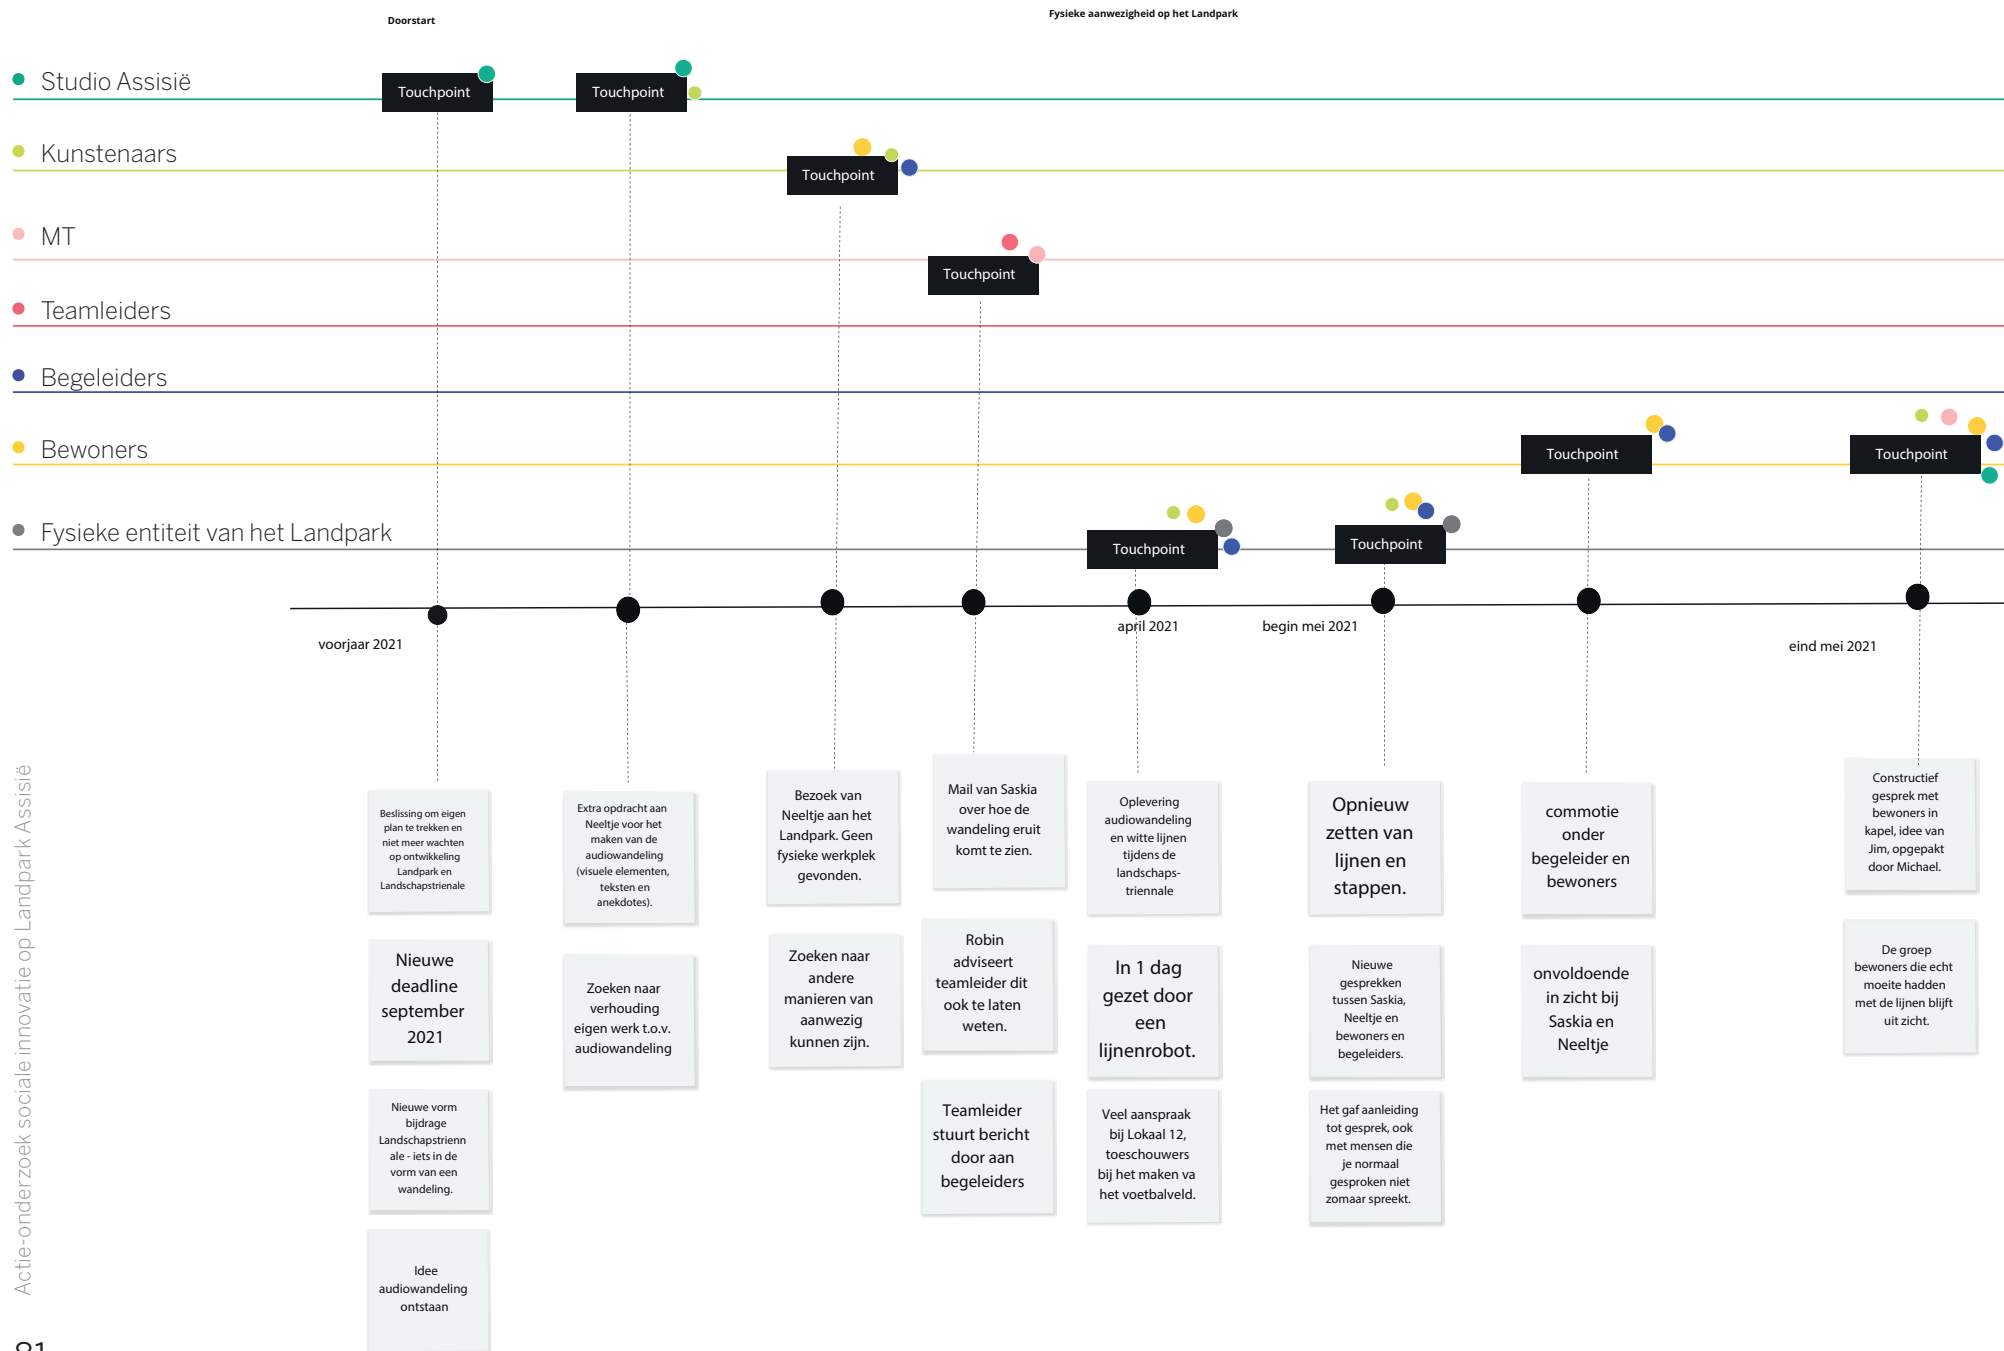 Doorstart
Fysieke aanwezigheid op het Landpark
Studio Assisië
Touchpoint
Touchpoint
Kunstenaars
Touchpoint
MT
Touchpoint
Teamleiders
Begeleiders
Bewoners
Touchpoint
Touchpoint
Fysieke entiteit van het Landpark
Touchpoint
Touchpoint
voorjaar 2021
april 2021
begin mei 2021
eind mei 2021
Beslissing om eigen
plan te trekken en
niet meer wachten
op ontwikkeling
Landpark en
Landschapstrienale
Nieuwe
deadline
september
2021
Nieuwe vorm
bijdrage
Landschapstrienn
ale - iets in de
vorm van een
wandeling.
Idee
audiowandeling
ontstaan
Extra opdracht aan
Neeltje voor het
maken van de
audiowandeling
(visuele elementen,
teksten en
anekdotes).
Zoeken naar
verhouding
eigen werk t.o.v.
audiowandeling
Bezoek van
Neeltje aan het
Landpark. Geen
fysieke werkplek
gevonden.
Zoeken naar
andere
manieren van
aanwezig
kunnen zijn.
Mail van Saskia
over hoe de
wandeling eruit
komt te zien.
Robin
adviseert
teamleider dit
ook te laten
weten.
Teamleider
stuurt bericht
door aan
begeleiders
Oplevering
audiowandeling
en witte lijnen
tijdens de
landschaps-
triennale
In 1 dag
gezet door
een
lijnenrobot.
Veel aanspraak
bij Lokaal 12,
toeschouwers
bij het maken va
het voetbalveld.
Opnieuw
zetten van
lijnen en
stappen.
Nieuwe
gesprekken
tussen Saskia,
Neeltje en
bewoners en
begeleiders.
Het gaf aanleiding
tot gesprek, ook
met mensen die
je normaal
gesproken niet
zomaar spreekt.
commotie
onder
begeleider en
bewoners
onvoldoende
in zicht bij
Saskia en
Neeltje
Constructief
gesprek met
bewoners in
kapel, idee van
Jim, opgepakt
door Michael.
De groep
bewoners die echt
moeite hadden
met de lijnen blijft
uit zicht.
Actie-onderzoek sociale innovatie op Landpark Assisië
81